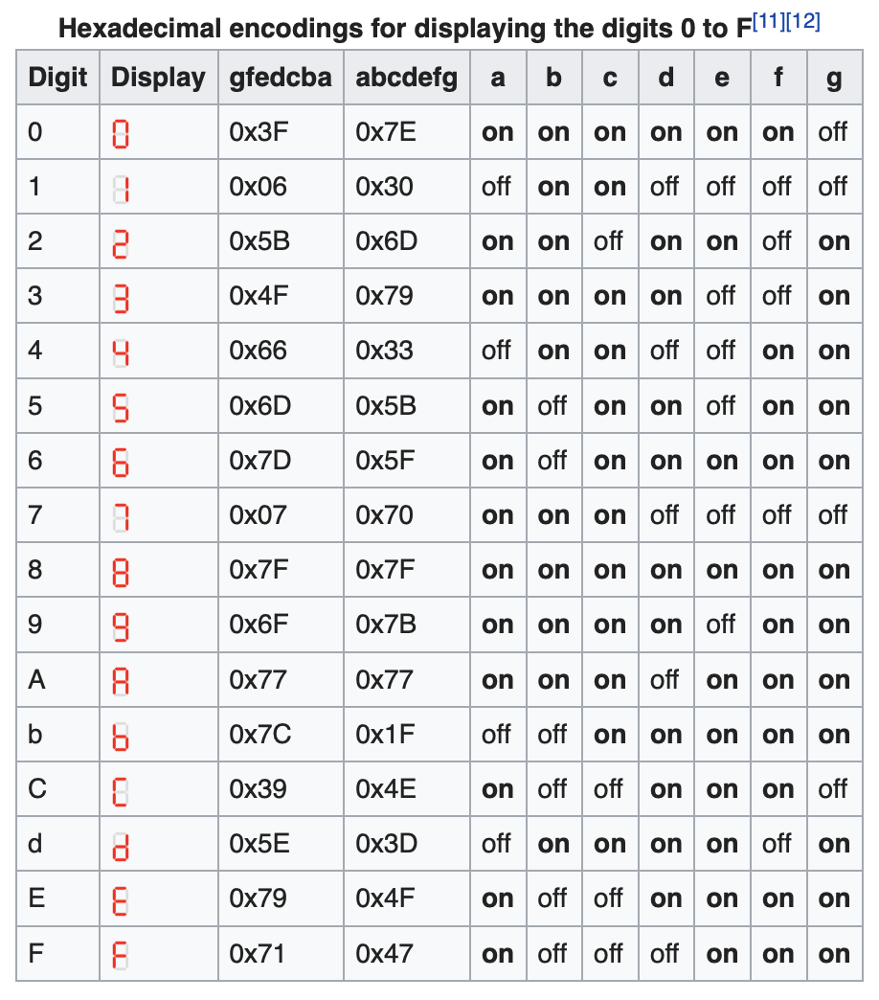 Hexadecimal encodings for displaying the digits 0 to F[11][12]
Digit Display gfedcba abcdefg a b c d e f g
0 0 0x3F 0x7E on on on on on on off
1 1 0x06 0x30 off on on off off off off
2 2 0x5B 0x6D on on off on on off on
3 3 0x4F 0x79 on on on on off off on
4 4 0x66 0x33 off on on off off on on
5 5 0x6D 0x5B on off on on off on on
6 6 0x7D 0x5F on off on on on on on
7 7 0x07 0x70 on on on off off off off
8 8 0x7F 0x7F on on on on on on on
9 9 0x6F 0x7B on on on on off on on
A A 0x77 0x77 on on on off on on on
b b 0x7C 0x1F off off on on on on on
C C 0x39 0x4E on off off on on on off
d d 0x5E 0x3D off on on on on off on
E E 0x79 0x4F on off off on on on on
F F 0x71 0x47 on off off off on on on